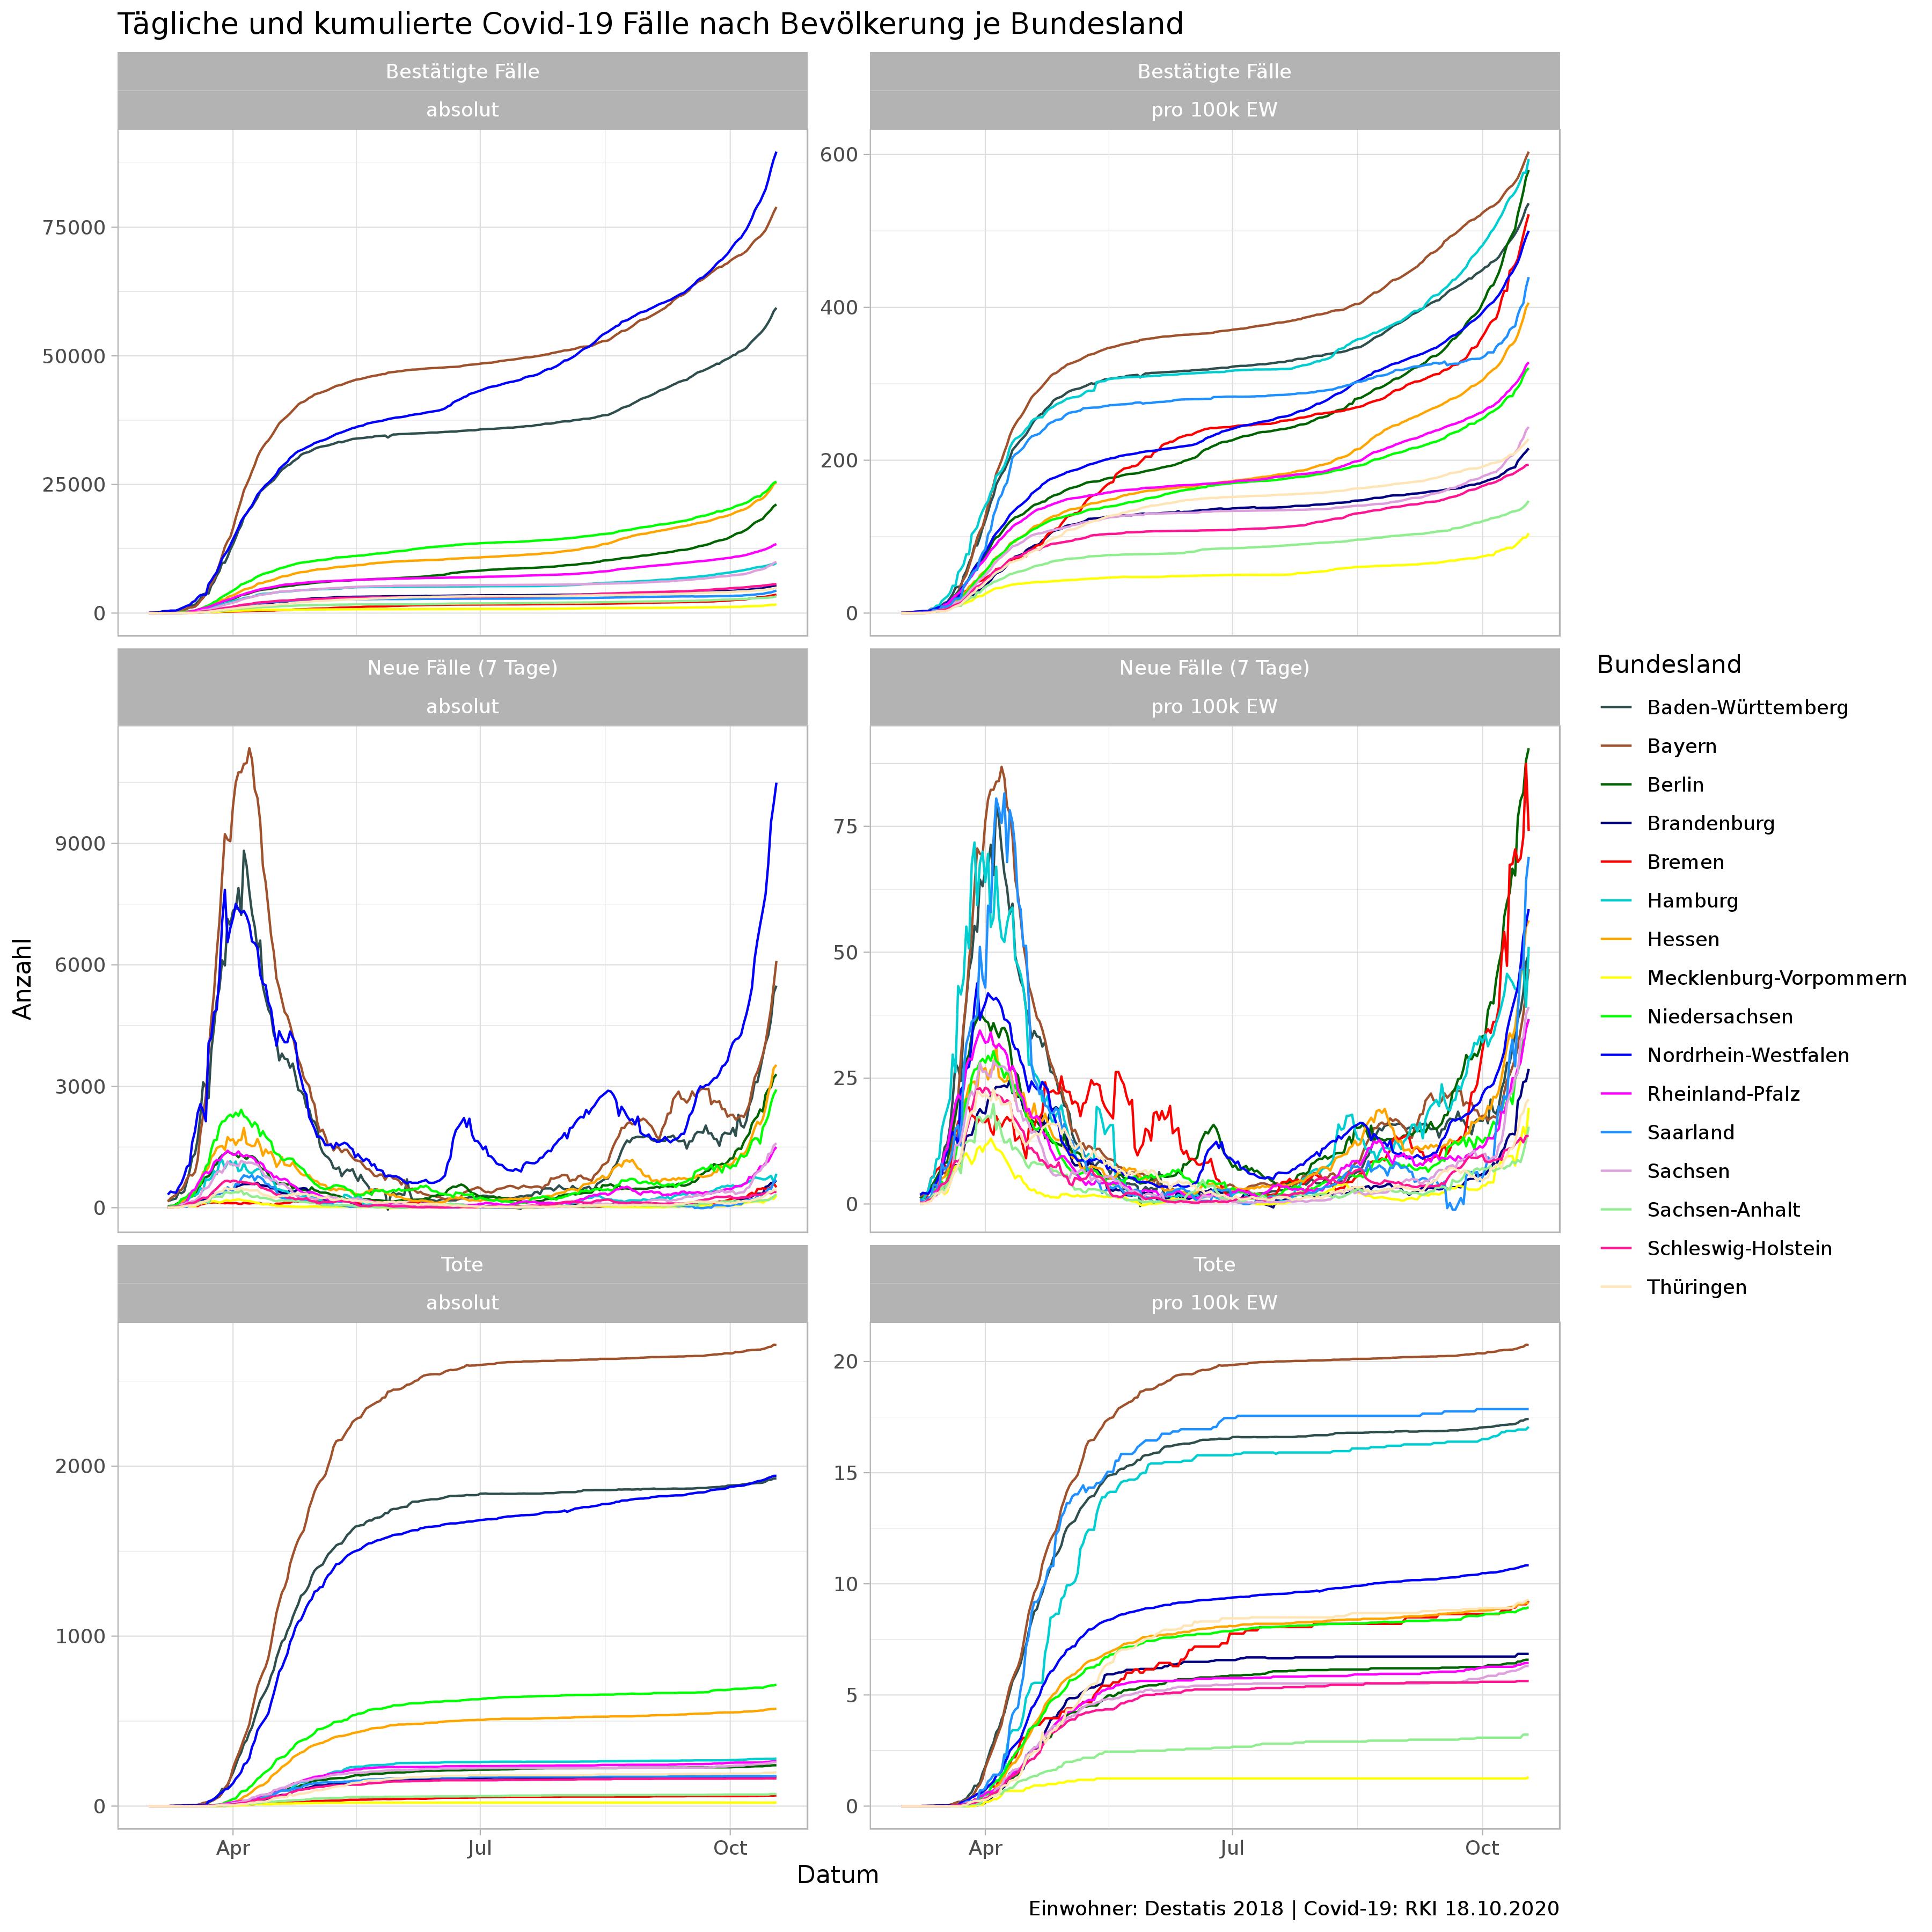 Tägliche und kumulierte Covid-19 Fälle nach Bevölkerung je Bundesland
Bestätigte Fälle
absolut
Bestätigte Fälle
pro 100k EW
75000
50000
25000
0
600
400
200
0
Neue Fälle (7 Tage)
absolut
Neue Fälle (7 Tage)
pro 100k EW
9000
6000
3000
0
75
50
25
0
Anzahl
Tote
absolut
Tote
pro 100k EW
2000
1000
0
20
15
10
5
0
Apr
Jul
Oct
Apr
Jul
Oct
Datum
Bundesland
Baden-Württemberg
Bayern
Berlin
Brandenburg
Bremen
Hamburg
Hessen
Mecklenburg-Vorpommern
Niedersachsen
Nordrhein-Westfalen
Rheinland-Pfalz
Saarland
Sachsen
Sachsen-Anhalt
Schleswig-Holstein
Thüringen
Einwohner: Destatis 2018 | Covid-19: RKI 18.10.2020